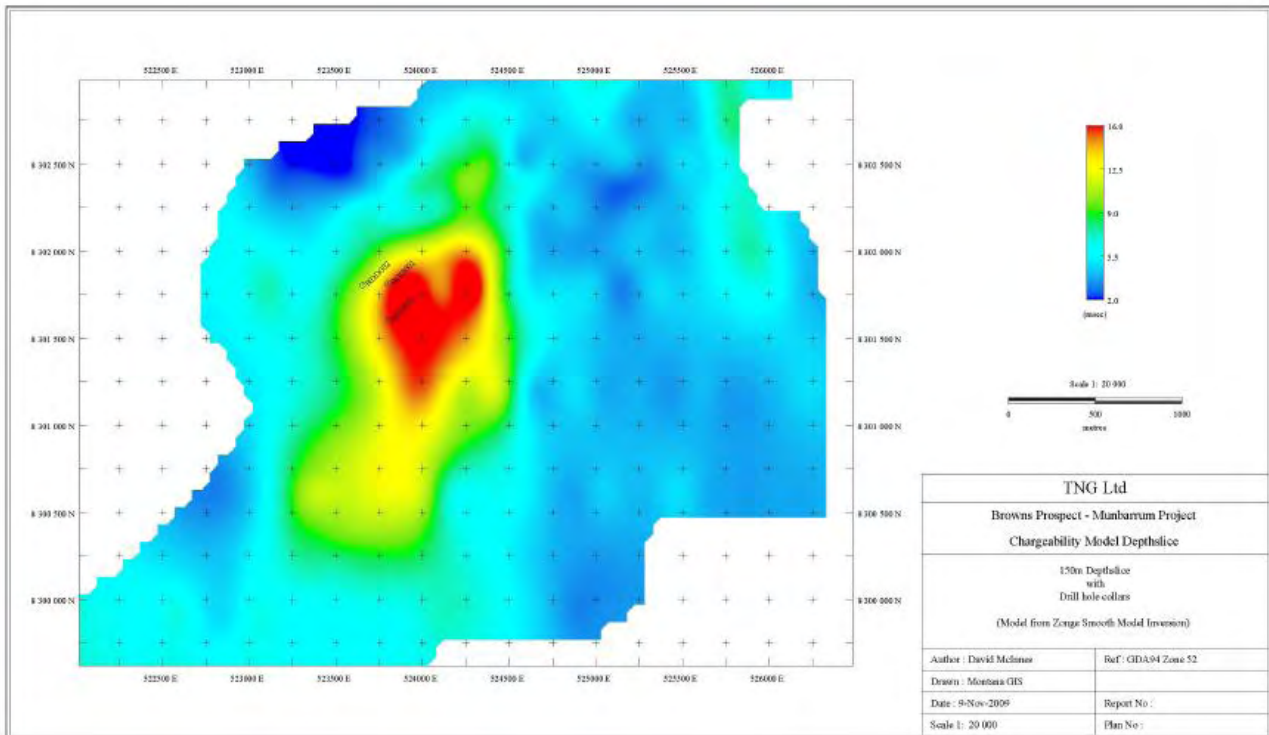 522500 E 523000 E 523500 E 524000 E 524500 E 525000 E 525500 E 526000 E
8 302 500 N 8 302 500 N
8 302 000 N 8 302 000 N
8 301 500 N 8 301 500 N
8 301 000 N 8 301 000 N
8 300 500 N 8 300 500 N
8 300 000 N 8 300 000 N
522500 E 523000 E 523500 E 524000 E 524500 E 525000 E 525500 E 526000 E
16.0
12.5
9.0
5.5
2.0
(msec)
Scale 1: 20 000
0 500 1000
metres
TNG Ltd
Browns Prospect - Munbarrum Project
Chargeability Model Depthslice
150m Depthslice
with
Drill hole collars
(Model from Zonge Smooth Model Inversion)
Author : David McInnes Ref : GDA94 Zone 52
Drawn : Montana GIS
Date : 9-Nov-2009 Report No :
Scale 1: 20 000 Plan No :